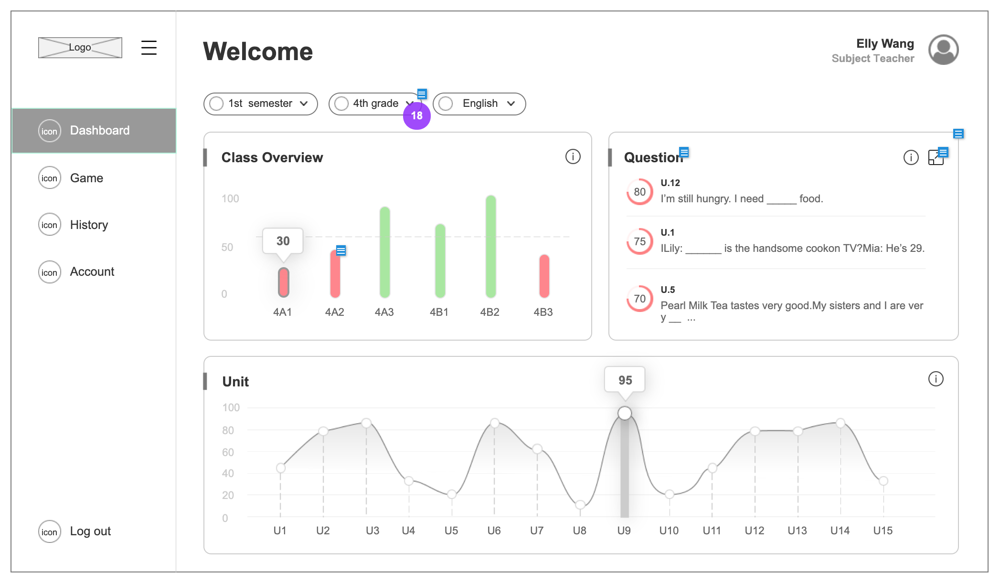 Logo
Welcome
Elly Wang
Subject Teacher
1st semester
4th grade
English
18
icon Dashboard
icon Game
icon History
icon Account
icon Log out
Class Overview
100
50
0
30
4A1 4A2 4A3 4B1 4B2 4B3
Question
80
U.12
I’m still hungry. I need _____ food.
75
U.1
ILily: ______ is the handsome cookon TV?Mia: He’s 29.
70
U.5
Pearl Milk Tea tastes very good.My sisters and I are ver
y __ ...
Unit
95
100
80
60
40
20
0
U1 U2 U3 U4 U5 U6 U7 U8 U9 U10 U11 U12 U13 U14 U15